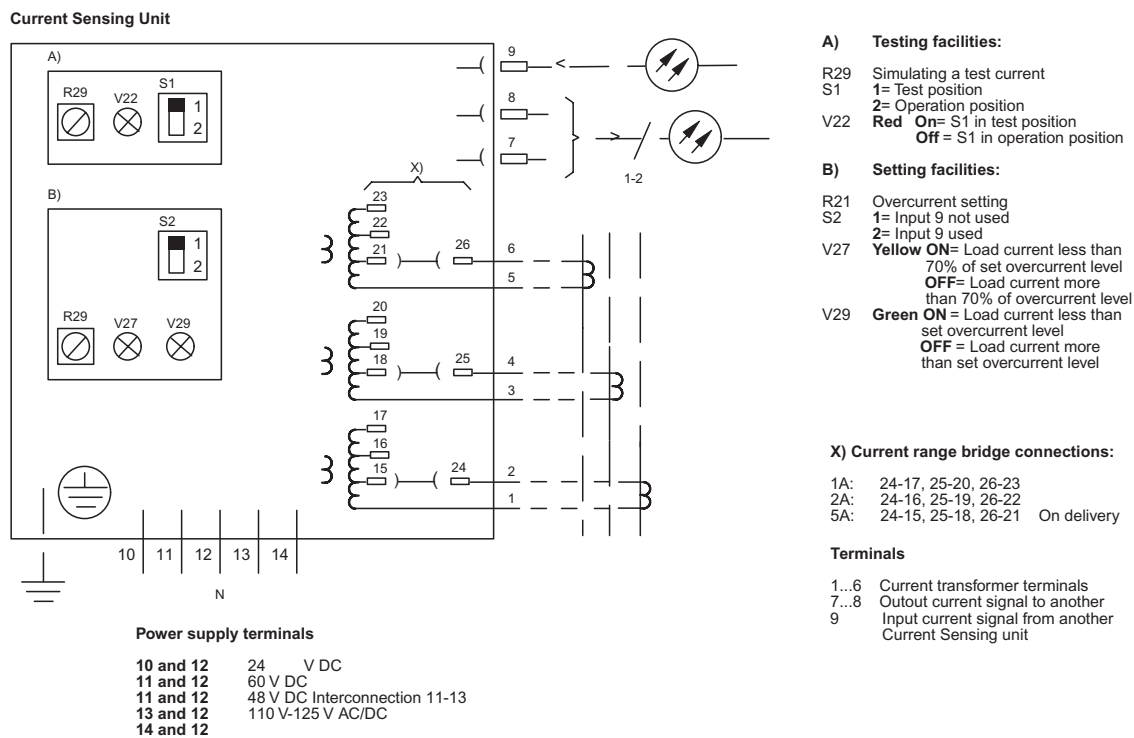 Current Sensing Unit
A)
R29
V22
S1
1
2
B)
S2
1
2
R29
V27
V29
9
8
7
1-2
X)
23
22
21
26
6
5
20
19
18
25
4
3
17
16
15
24
2
1
10 11 12 13 14
N
Power supply terminals
10 and 12 24 V DC
11 and 12 60 V DC
11 and 12 48 V DC Interconnection 11-13
13 and 12 110 V-125 V AC/DC
14 and 12
A) Testing facilities:
R29 Simulating a test current
S1 1= Test position
2= Operation position
V22 Red On= S1 in test position
Off = S1 in operation position
B) Setting facilities:
R21 Overcurrent setting
S2 1= Input 9 not used
2= Input 9 used
V27 Yellow ON= Load current less than
70% of set overcurrent level
OFF= Load current more
than 70% of overcurrent level
V29 Green ON = Load current less than
set overcurrent level
OFF = Load current more
than set overcurrent level
X) Current range bridge connections:
1A: 24-17, 25-20, 26-23
2A: 24-16, 25-19, 26-22
5A: 24-15, 25-18, 26-21 On delivery
Terminals
1...6 Current transformer terminals
7...8 Outout current signal to another
9 Input current signal from another
Current Sensing unit